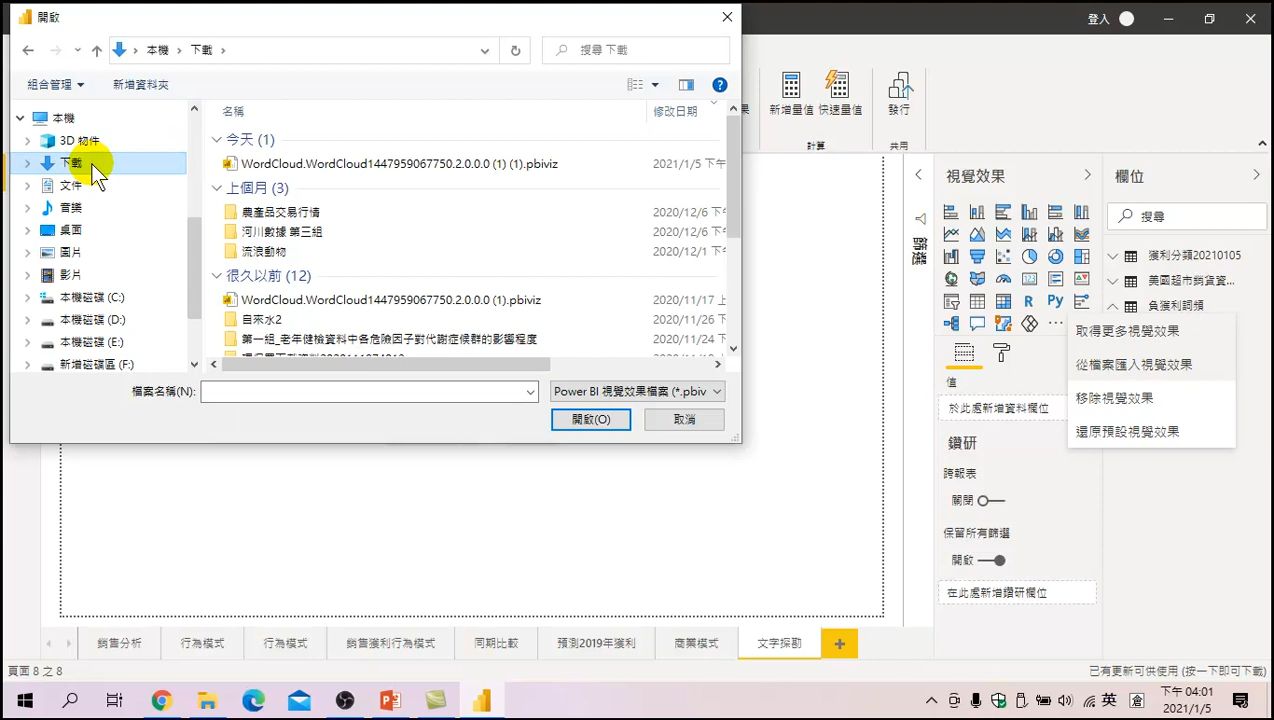 開啟
登入
本機 › 下載 ›
搜尋 下載
組合管理
新增資料夾
本機
3D 物件
下載
文件
音樂
桌面
圖片
影片
本機磁碟 (C:)
本機磁碟 (D:)
本機磁碟 (E:)
新增磁碟區 (F:)
名稱
修改日期
今天 (1)
WordCloud.WordCloud1447959067750.2.0.0.0 (1) (1).pbiviz
2021/1/5 下午
上個月 (3)
農產品交易行情
2020/12/6 下
河川數據 第三組
2020/12/6 下
流浪動物
2020/12/1 下
很久以前 (12)
WordCloud.WordCloud1447959067750.2.0.0.0 (1).pbiviz
2020/11/17 上
自來水2
2020/11/26 下
第一組_老年健檢資料中各危險因子對代謝症候群的影響程度
2020/11/19 下
檔案名稱(N):
Power BI 視覺效果檔案 (*.pbiv
開啟(O)
取消
新增量值
快速量值
發行
計算
共用
篩選
視覺效果
欄位
搜尋
獲利分類20210105
美國超市銷貨資...
負獲利詞頻
R
Py
123
取得更多視覺效果
從檔案匯入視覺效果
移除視覺效果
還原預設視覺效果
值
於此處新增資料欄位
鑽研
跨報表
關閉
保留所有篩選
開啟
在此處新增鑽研欄位
銷售分析
行為模式
行為模式
銷售獲利行為模式
同期比較
預測2019年獲利
商業模式
文字探勘
頁面 8 之 8
已有更新可供使用 (按一下即可下載)
英
倉
下午 04:01
2021/1/5